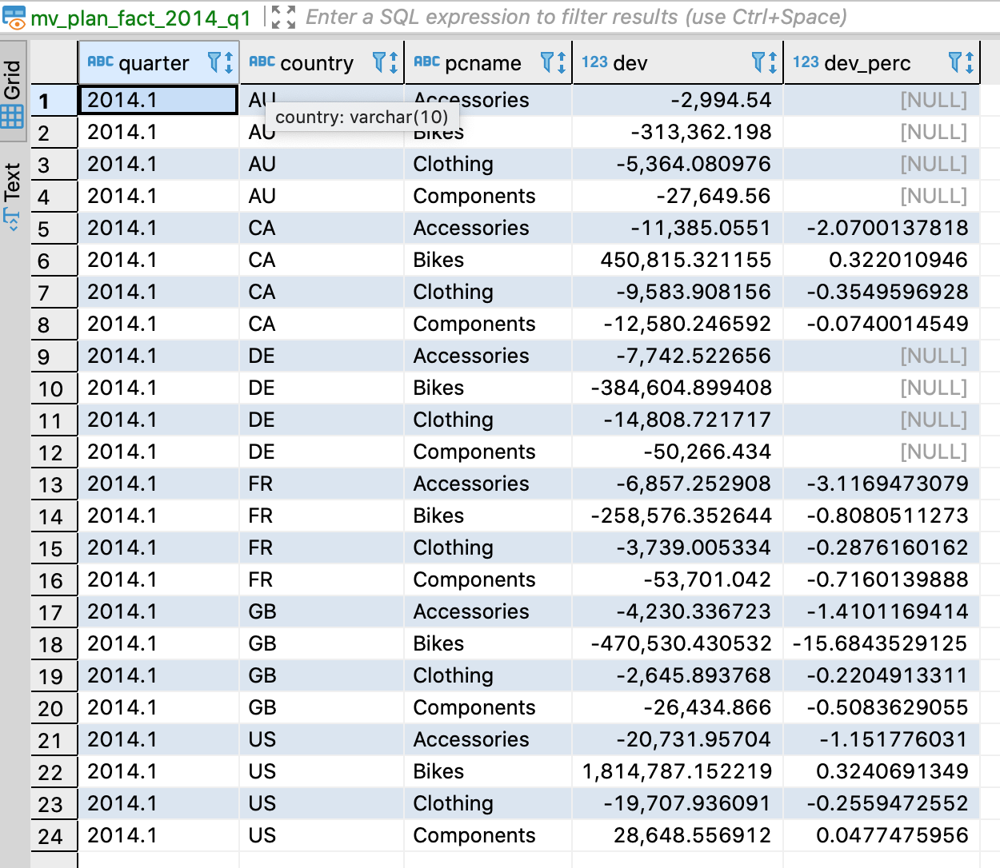 mv_plan_fact_2014_q1 Enter a SQL expression to filter results (use Ctrl+Space)
Grid
Text
ABC quarter ABC country ABC pcname 123 dev 123 dev_perc
1 2014.1 AU Accessories -2,994.54 [NULL]
country: varchar(10)
2 2014.1 AU Bikes -313,362.198 [NULL]
3 2014.1 AU Clothing -5,364.080976 [NULL]
4 2014.1 AU Components -27,649.56 [NULL]
5 2014.1 CA Accessories -11,385.0551 -2.0700137818
6 2014.1 CA Bikes 450,815.321155 0.322010946
7 2014.1 CA Clothing -9,583.908156 -0.3549596928
8 2014.1 CA Components -12,580.246592 -0.0740014549
9 2014.1 DE Accessories -7,742.522656 [NULL]
10 2014.1 DE Bikes -384,604.899408 [NULL]
11 2014.1 DE Clothing -14,808.721717 [NULL]
12 2014.1 DE Components -50,266.434 [NULL]
13 2014.1 FR Accessories -6,857.252908 -3.1169473079
14 2014.1 FR Bikes -258,576.352644 -0.8080511273
15 2014.1 FR Clothing -3,739.005334 -0.2876160162
16 2014.1 FR Components -53,701.042 -0.7160139888
17 2014.1 GB Accessories -4,230.336723 -1.4101169414
18 2014.1 GB Bikes -470,530.430532 -15.6843529125
19 2014.1 GB Clothing -2,645.893768 -0.2204913311
20 2014.1 GB Components -26,434.866 -0.5083629055
21 2014.1 US Accessories -20,731.95704 -1.151776031
22 2014.1 US Bikes 1,814,787.152219 0.3240691349
23 2014.1 US Clothing -19,707.936091 -0.2559472552
24 2014.1 US Components 28,648.556912 0.0477475956